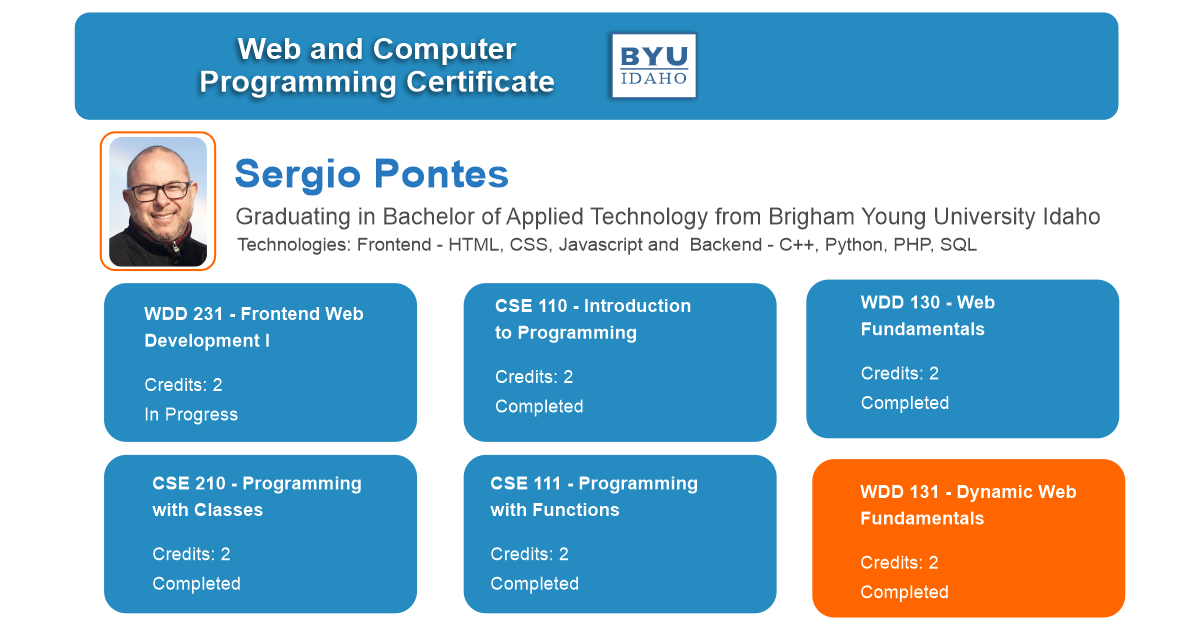 Web and Computer
Programming Certificate
BYU
IDAHO
Sergio Pontes
Graduating in Bachelor of Applied Technology from Brigham Young University Idaho
Technologies: Frontend - HTML, CSS, Javascript and  Backend - C++, Python, PHP, SQL
WDD 231 - Frontend Web
Development I
Credits: 2
In Progress
CSE 110 - Introduction
to Programming
Credits: 2
Completed
WDD 130 - Web
Fundamentals
Credits: 2
Completed
CSE 210 - Programming
with Classes
Credits: 2
Completed
CSE 111 - Programming
with Functions
Credits: 2
Completed
WDD 131 - Dynamic Web
Fundamentals
Credits: 2
Completed